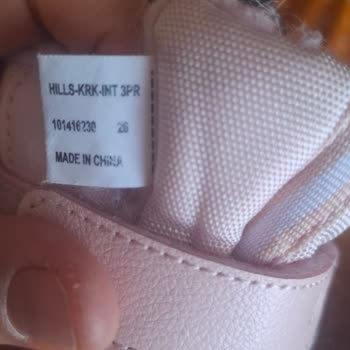 HILLS-KRK-INT 3PR
101416230 26
MADE IN CHINA